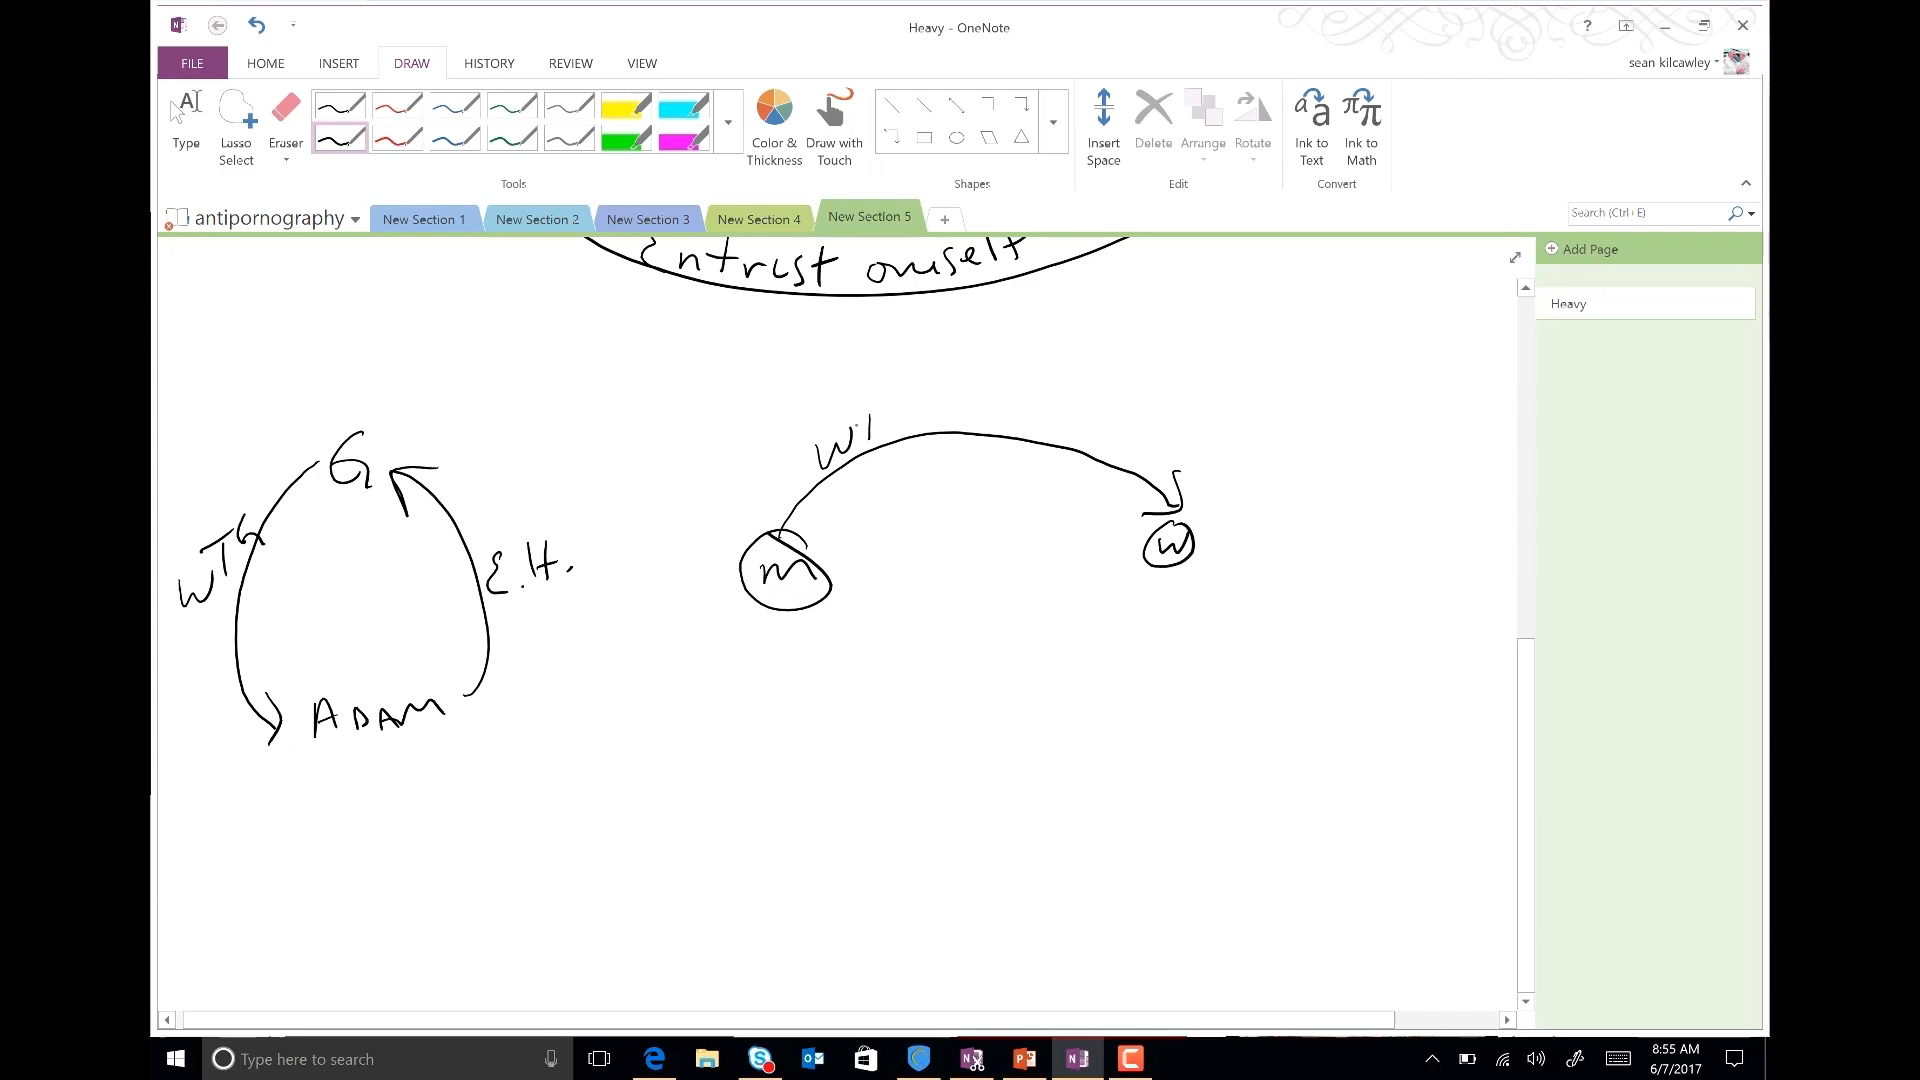 Heavy - OneNote
?
FILE HOME INSERT DRAW HISTORY REVIEW VIEW
sean kilcawley
Type
Lasso Select
Eraser
Color & Thickness
Draw with Touch
Insert Space
Delete
Arrange
Rotate
Ink to Text
Ink to Math
Tools
Shapes
Edit
Convert
antipornography
New Section 1
New Section 2
New Section 3
New Section 4
New Section 5
Search (Ctrl+E)
Add Page
Heavy
Entrust oneself
G
WTG
E.H.
ADAM
M
W
Type here to search
8:55 AM
6/7/2017